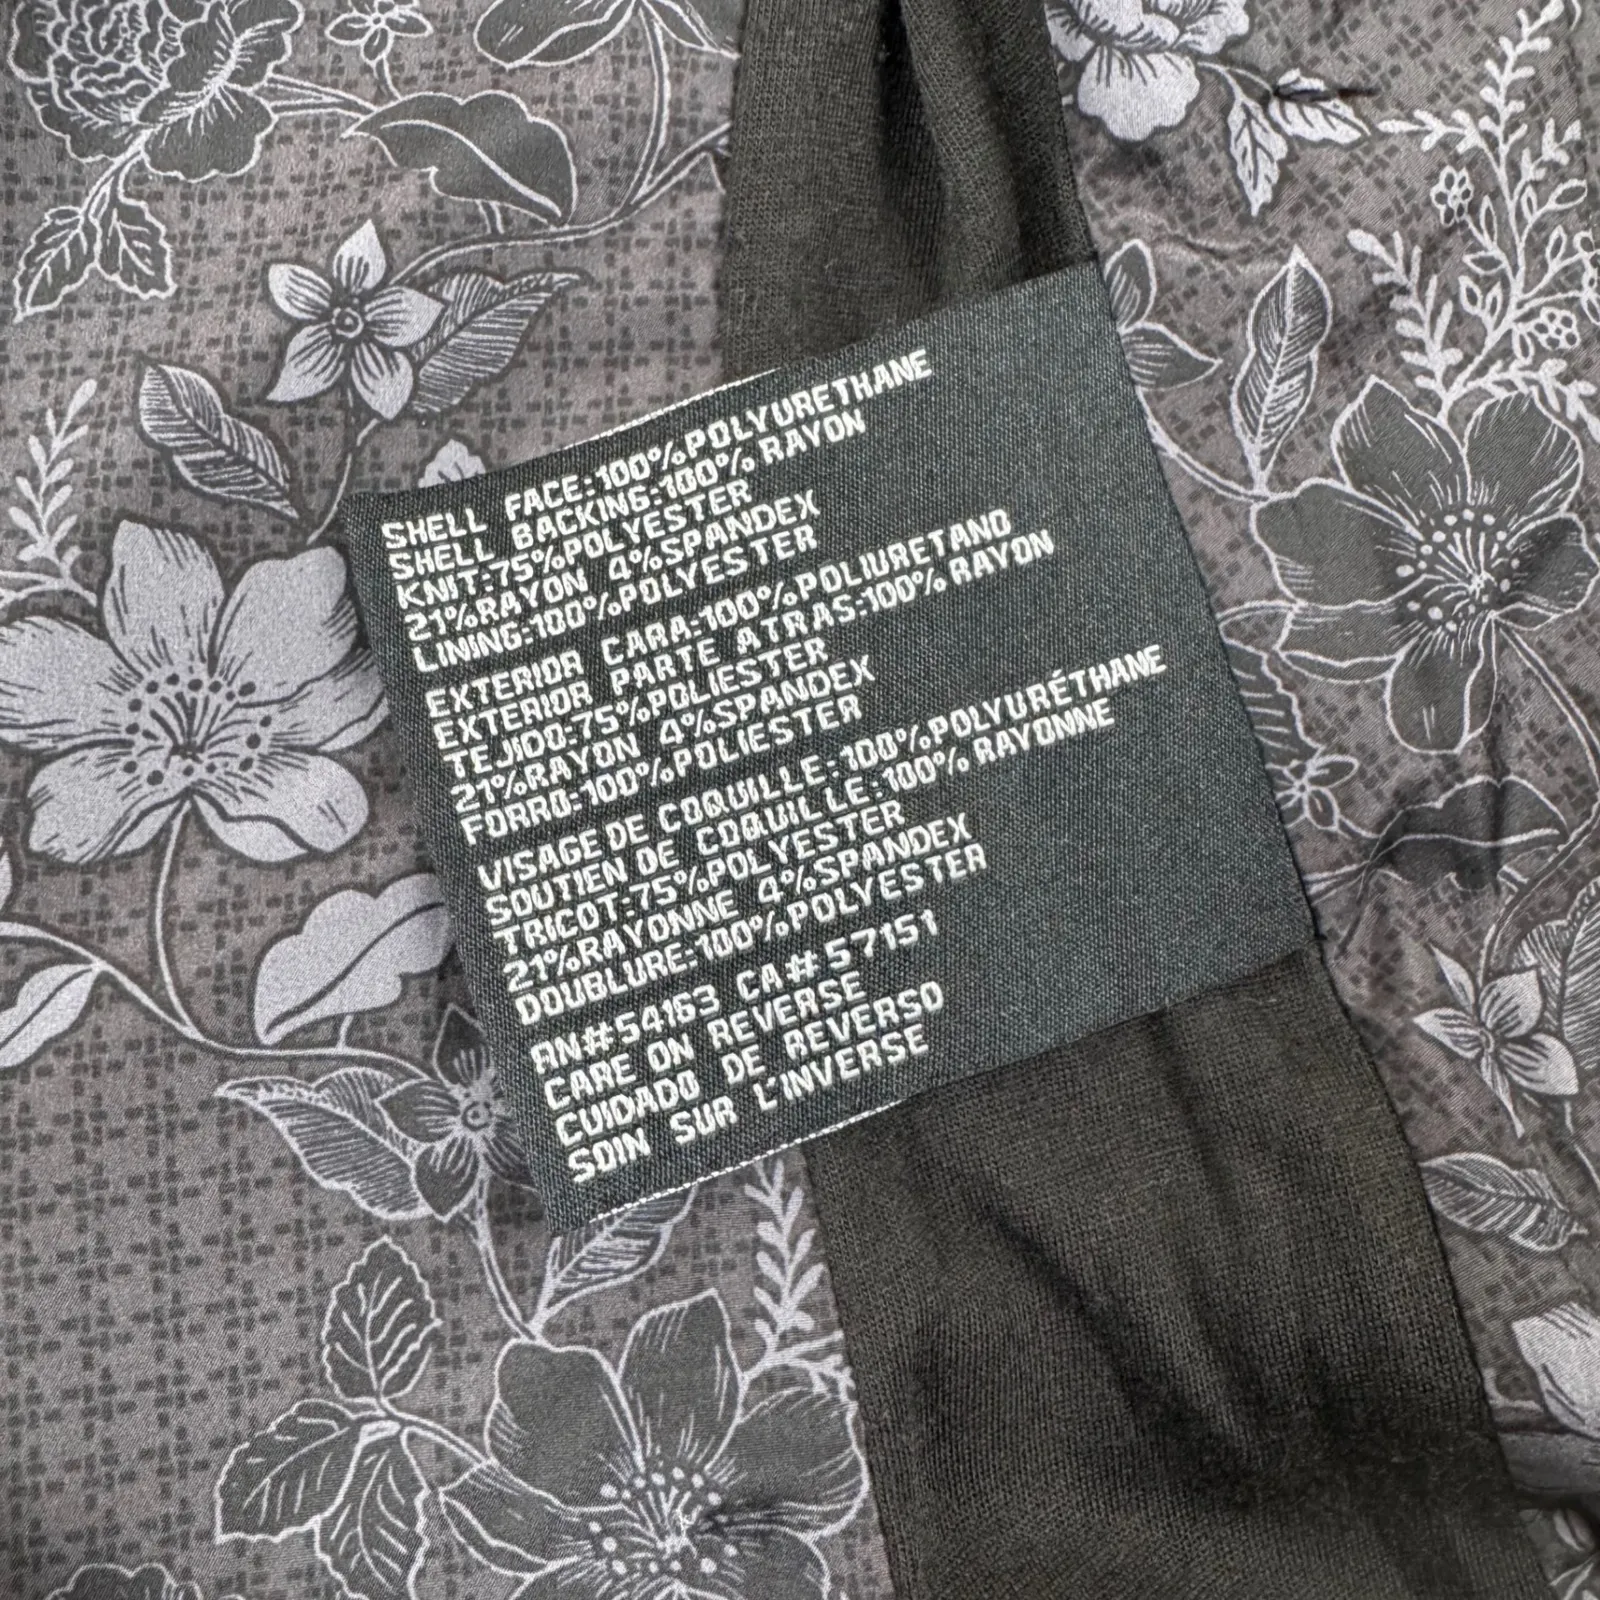 SHELL FACE:100%POLYURETHANE
SHELL BACKING:100% RAYON
KNIT:75%POLYESTER
21%RAYON 4%SPANDEX
LINING:100%POLYESTER
EXTERIOR CARA:100%POLIURETANO
EXTERIOR PARTE ATRAS:100% RAYON
TEJIDO:75%POLIESTER
21%RAYON 4%SPANDEX
FORRO:100%POLIESTER
VISAGE DE COQUILLE:100%POLYURÉTHANE
SOUTIEN DE COQUILLE:100% RAYONNE
TRICOT:75%POLYESTER
21%RAYONNE 4%SPANDEX
DOUBLURE:100%POLYESTER
RN#54163 CA#57151
CARE ON REVERSE
CUIDADO DE REVERSO
SOIN SUR L'INVERSE